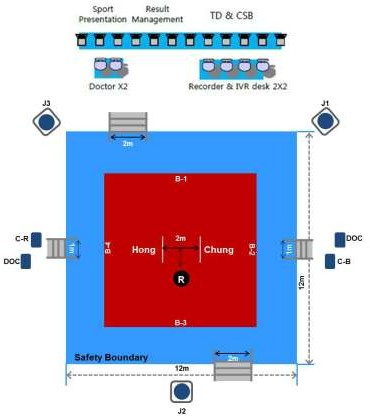 Sport
Presentation
Result
Management
TD & CSB
Doctor X2
Recorder & IVR desk 2X2
J3
J1
2m
B-1
C-R
DOC
1m
B-4
Hong
2m
Chung
B-2
1m
DOC
C-B
R
12m
B-3
Safety Boundary
2m
12m
J2